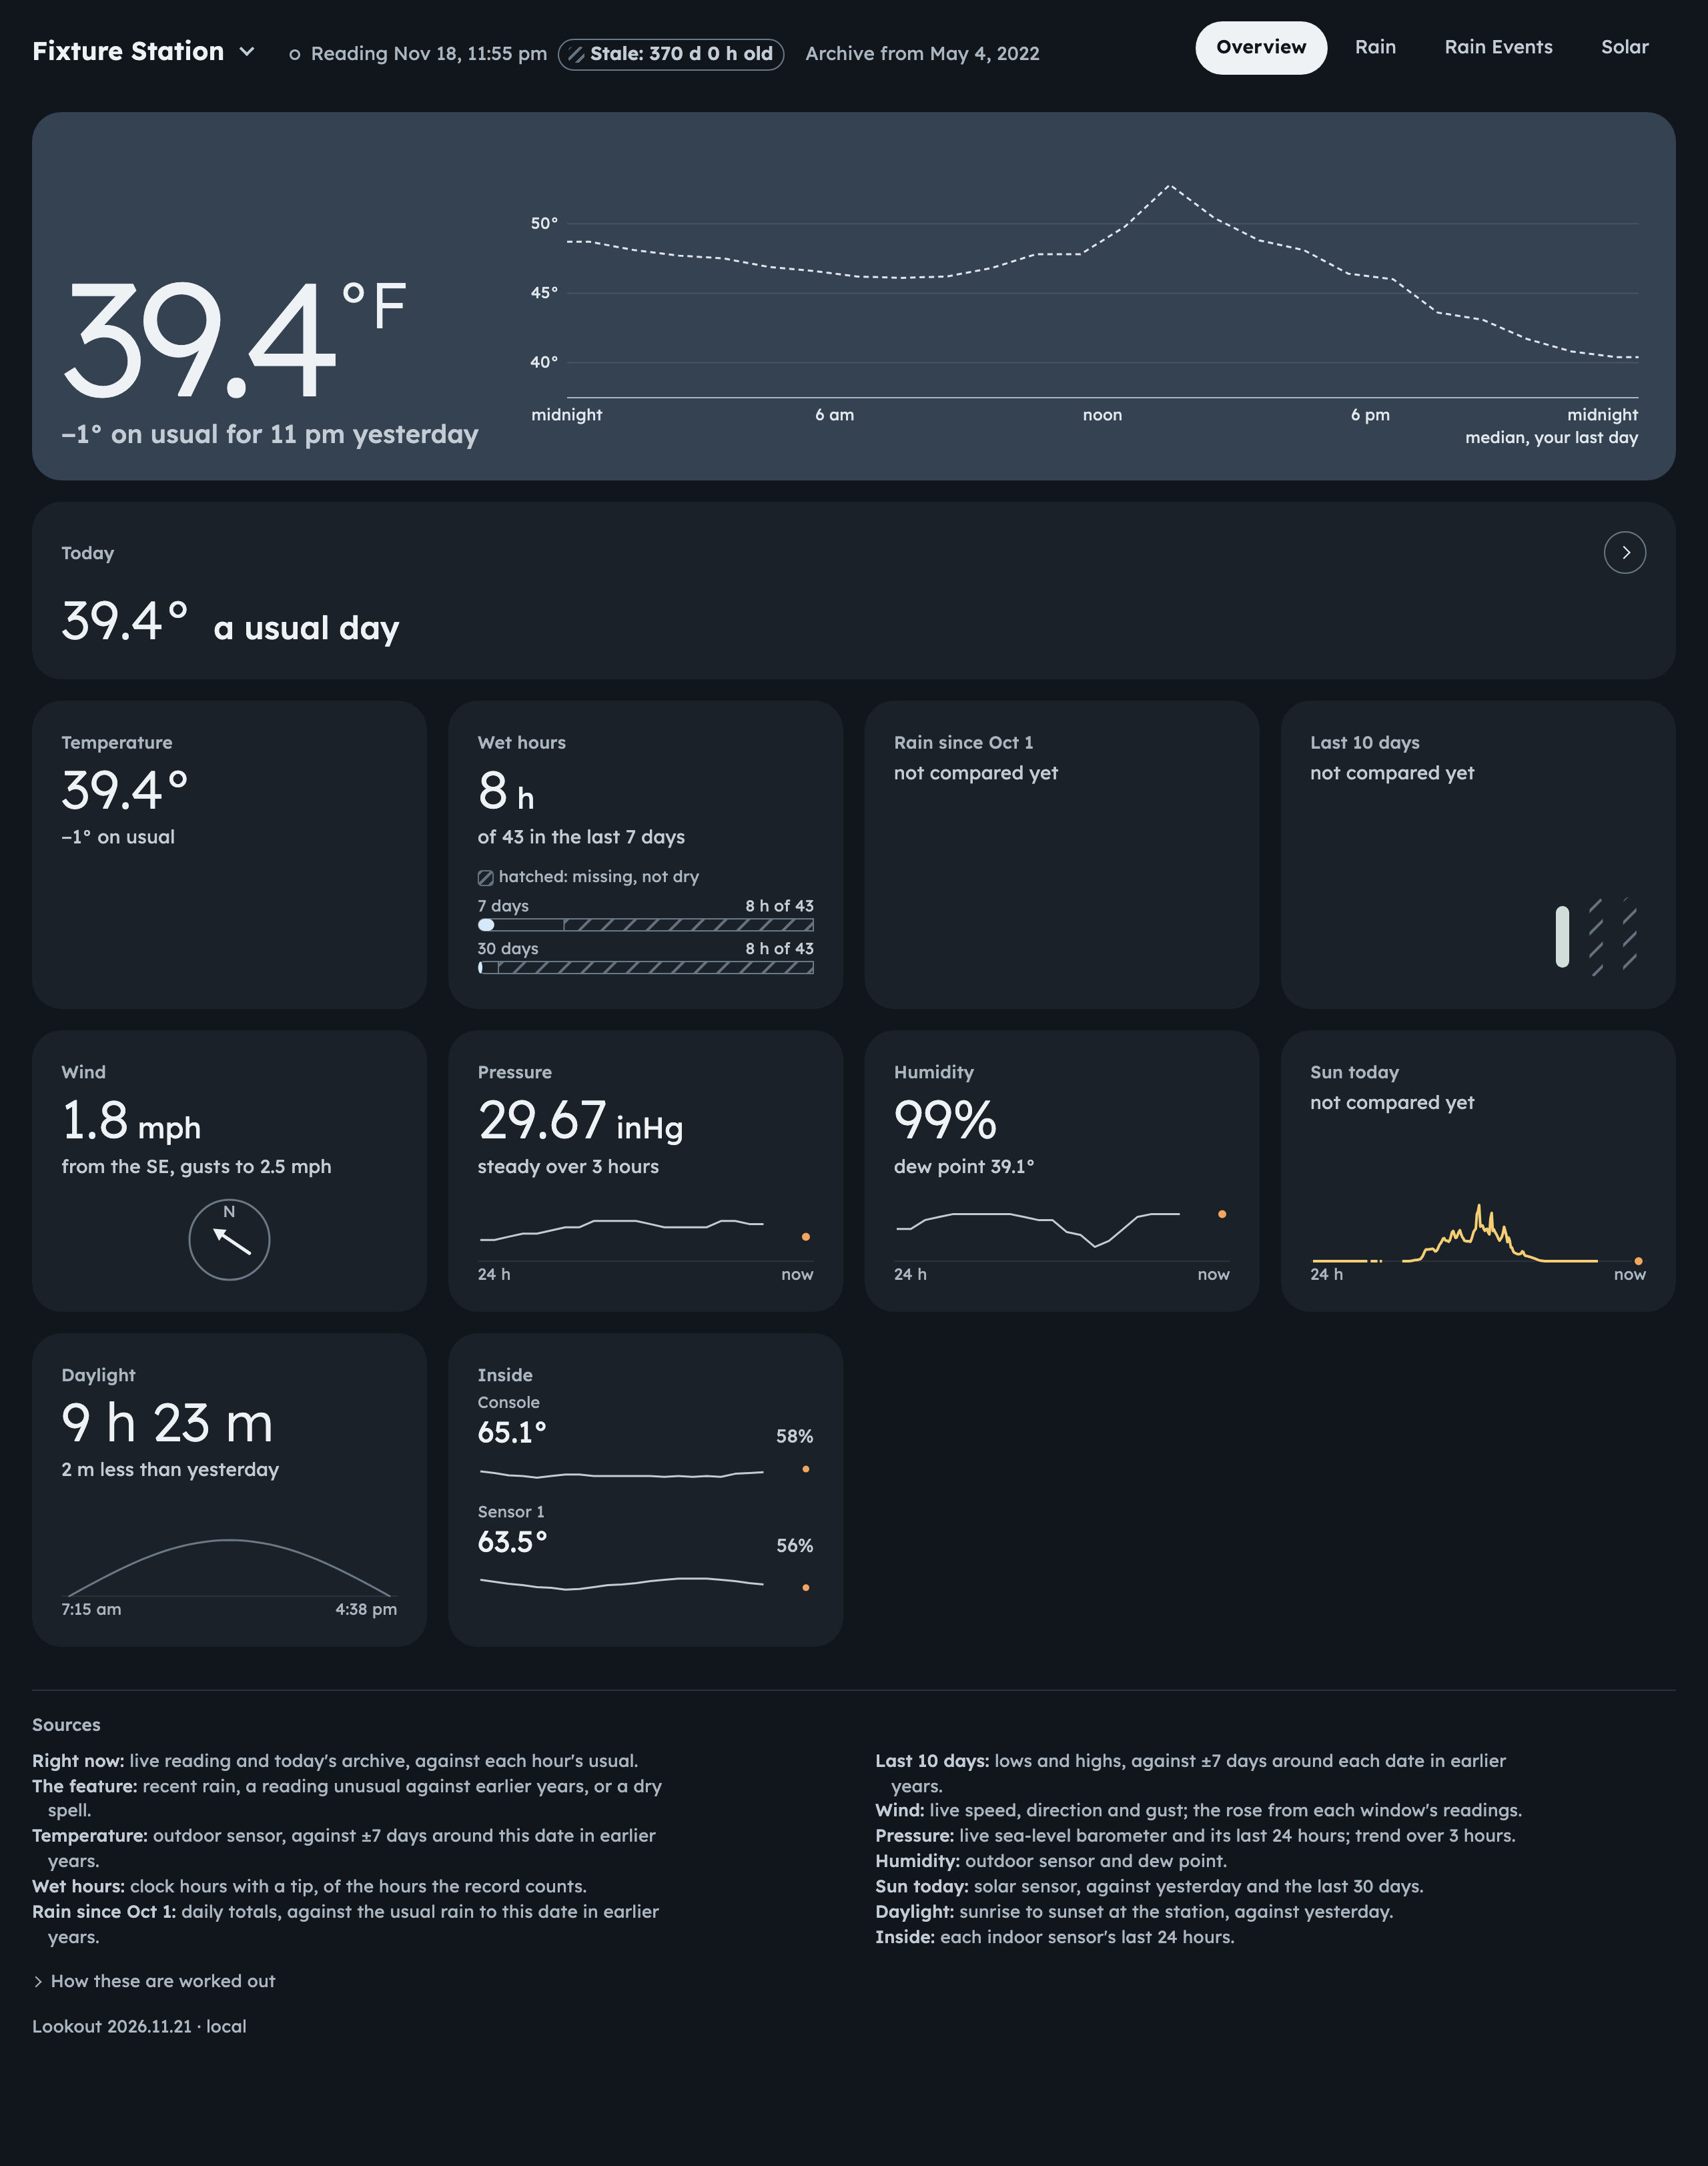 Fixture Station
Reading Nov 18, 11:55 pm
Stale: 370 d 0 h old
Archive from May 4, 2022
Overview
Rain
Rain Events
Solar
39.4°F
−1° on usual for 11 pm yesterday
50°
45°
40°
midnight
6 am
noon
6 pm
midnight
median, your last day
Today
39.4° a usual day
Temperature
39.4°
−1° on usual
Wet hours
8 h
of 43 in the last 7 days
hatched: missing, not dry
7 days
8 h of 43
30 days
8 h of 43
Rain since Oct 1
not compared yet
Last 10 days
not compared yet
Wind
1.8 mph
from the SE, gusts to 2.5 mph
N
Pressure
29.67 inHg
steady over 3 hours
24 h
now
Humidity
99%
dew point 39.1°
24 h
now
Sun today
not compared yet
24 h
now
Daylight
9 h 23 m
2 m less than yesterday
7:15 am
4:38 pm
Inside
Console
65.1°
58%
Sensor 1
63.5°
56%
Sources
Right now: live reading and today's archive, against each hour's usual.
The feature: recent rain, a reading unusual against earlier years, or a dry
spell.
Temperature: outdoor sensor, against ±7 days around this date in earlier
years.
Wet hours: clock hours with a tip, of the hours the record counts.
Rain since Oct 1: daily totals, against the usual rain to this date in earlier
years.
Last 10 days: lows and highs, against ±7 days around each date in earlier
years.
Wind: live speed, direction and gust; the rose from each window's readings.
Pressure: live sea-level barometer and its last 24 hours; trend over 3 hours.
Humidity: outdoor sensor and dew point.
Sun today: solar sensor, against yesterday and the last 30 days.
Daylight: sunrise to sunset at the station, against yesterday.
Inside: each indoor sensor's last 24 hours.
How these are worked out
Lookout 2026.11.21 · local